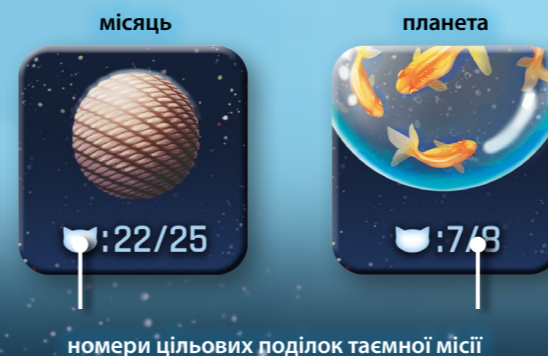 місяць
планета
:22/25
:7/8
номери цільових поділок таємної місії